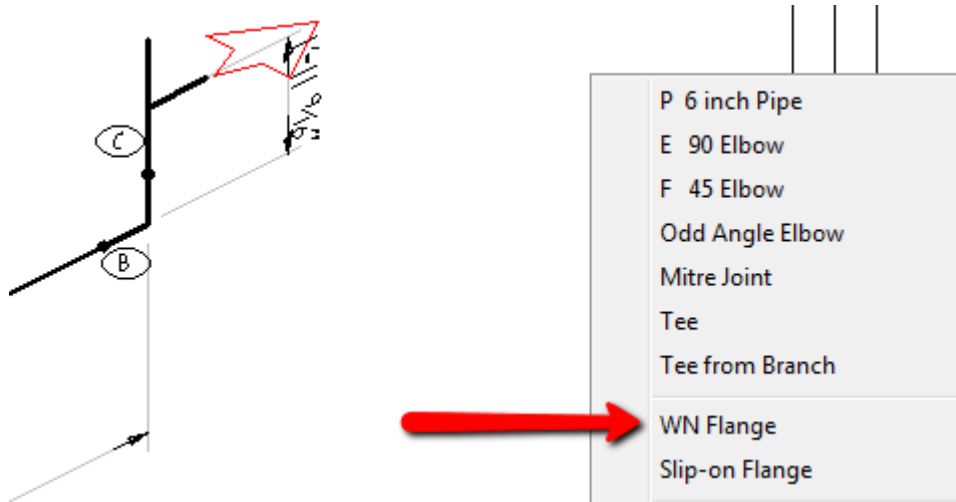 C
B
P 6 inch Pipe
E 90 Elbow
F 45 Elbow
Odd Angle Elbow
Mitre Joint
Tee
Tee from Branch
WN Flange
Slip-on Flange